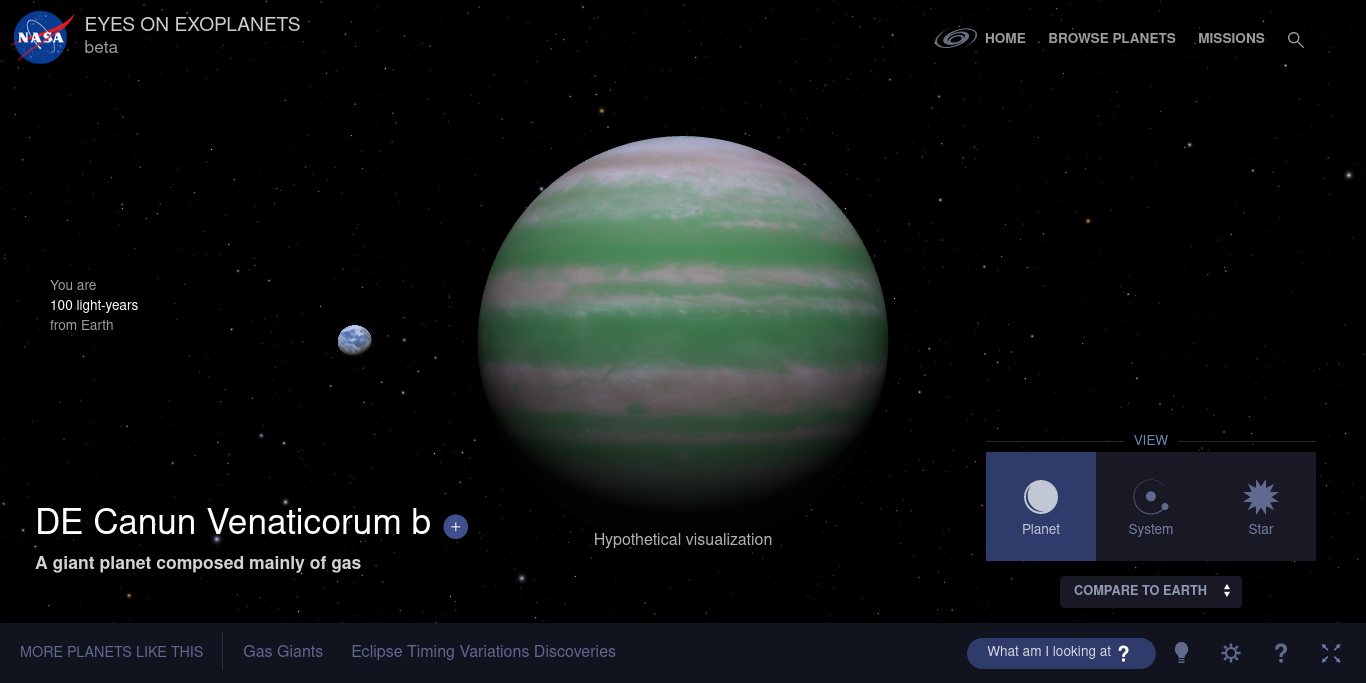 NASA
EYES ON EXOPLANETS
beta
HOME
BROWSE PLANETS
MISSIONS
You are
100 light-years
from Earth
DE Canun Venaticorum b
+
A giant planet composed mainly of gas
Hypothetical visualization
VIEW
Planet
System
Star
COMPARE TO EARTH
MORE PLANETS LIKE THIS
Gas Giants
Eclipse Timing Variations Discoveries
What am I looking at ?
?